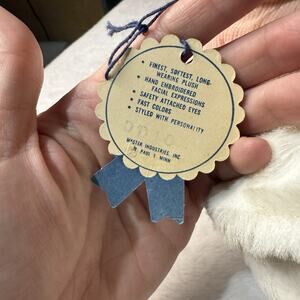 • FINEST, SOFTEST, LONG
WEARING PLUSH
• HAND EMBROIDERED
FACIAL EXPRESSIONS
• SAFETY ATTACHED EYES
• FAST COLORS
• STYLED WITH PERSONALITY
INDUSTRIES, INC.
ST. PAUL 1, MINN